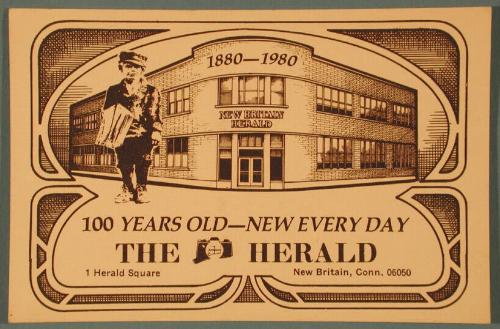 1880—1980
NEW BRITAIN
HERALD
100 YEARS OLD—NEW EVERY DAY
THE HERALD
1 Herald Square New Britain, Conn. 06050